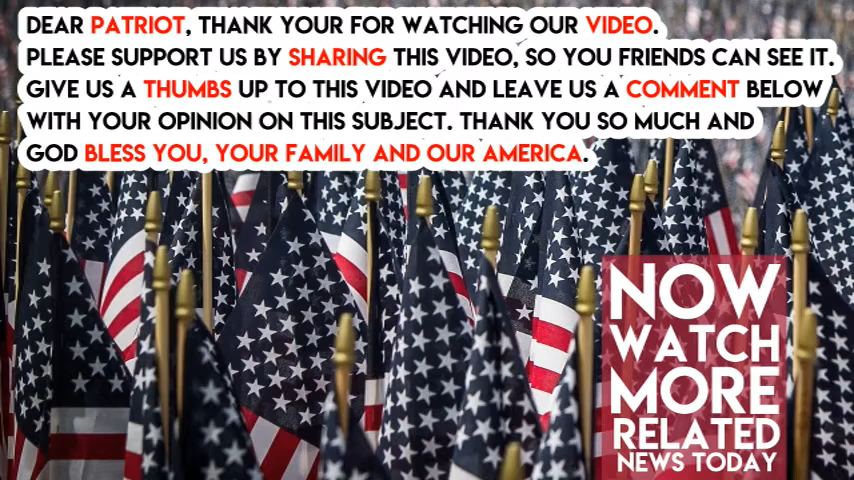 DEAR PATRIOT, THANK YOUR FOR WATCHING OUR VIDEO.
PLEASE SUPPORT US BY SHARING THIS VIDEO, SO YOU FRIENDS CAN SEE IT.
GIVE US A THUMBS UP TO THIS VIDEO AND LEAVE US A COMMENT BELOW
WITH YOUR OPINION ON THIS SUBJECT. THANK YOU SO MUCH AND
GOD BLESS YOU, YOUR FAMILY AND OUR AMERICA.
NOW
WATCH
MORE
RELATED
NEWS TODAY